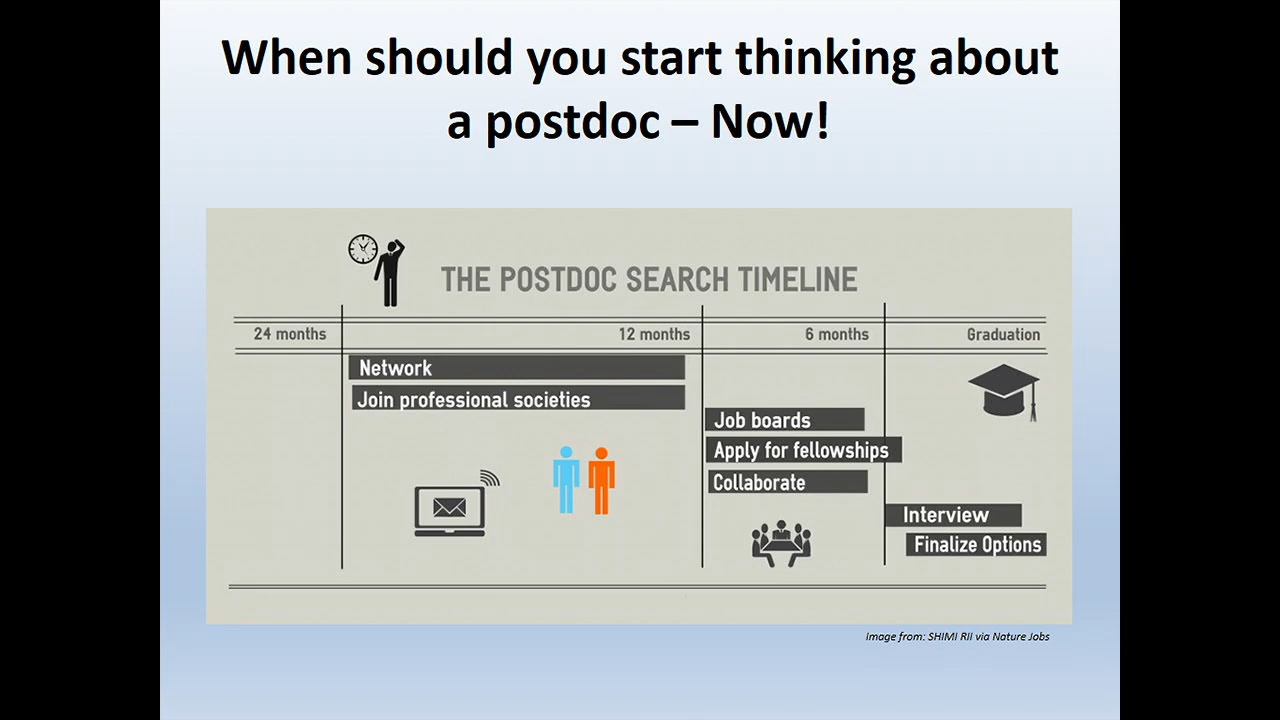 When should you start thinking about
a postdoc – Now!
THE POSTDOC SEARCH TIMELINE
24 months
12 months
6 months
Graduation
Network
Join professional societies
Job boards
Apply for fellowships
Collaborate
Interview
Finalize Options
Image from: SHIMI RII via Nature Jobs